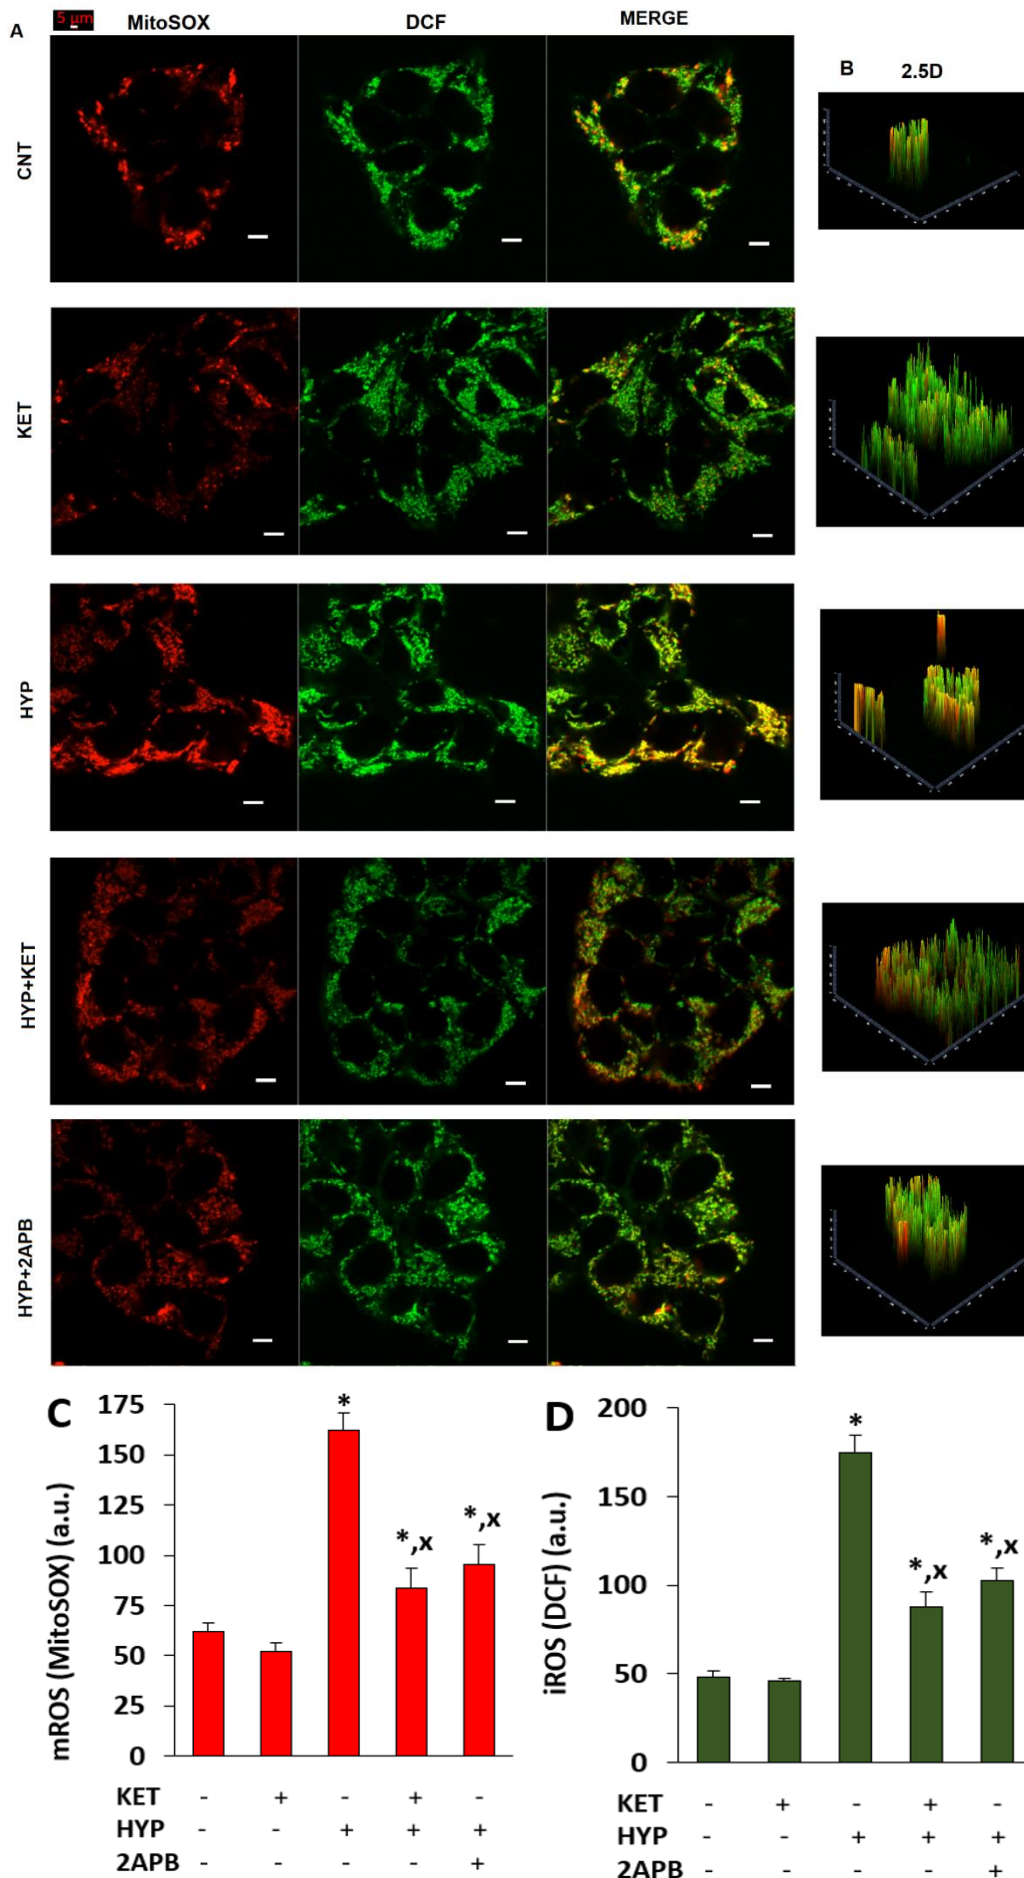 A
5 µm
MitoSOX
DCF
MERGE
B
2.5D
CNT
KET
HYP
HYP+KET
HYP+2APB
C
mROS (MitoSOX) (a.u.)
175
150
125
100
75
50
25
0
*
*,x
*,x
KET - + - + -
HYP - - + + +
2APB - - - - +
D
iROS (DCF) (a.u.)
200
150
100
50
0
*
*,x
*,x
KET - + - + -
HYP - - + + +
2APB - - - - +